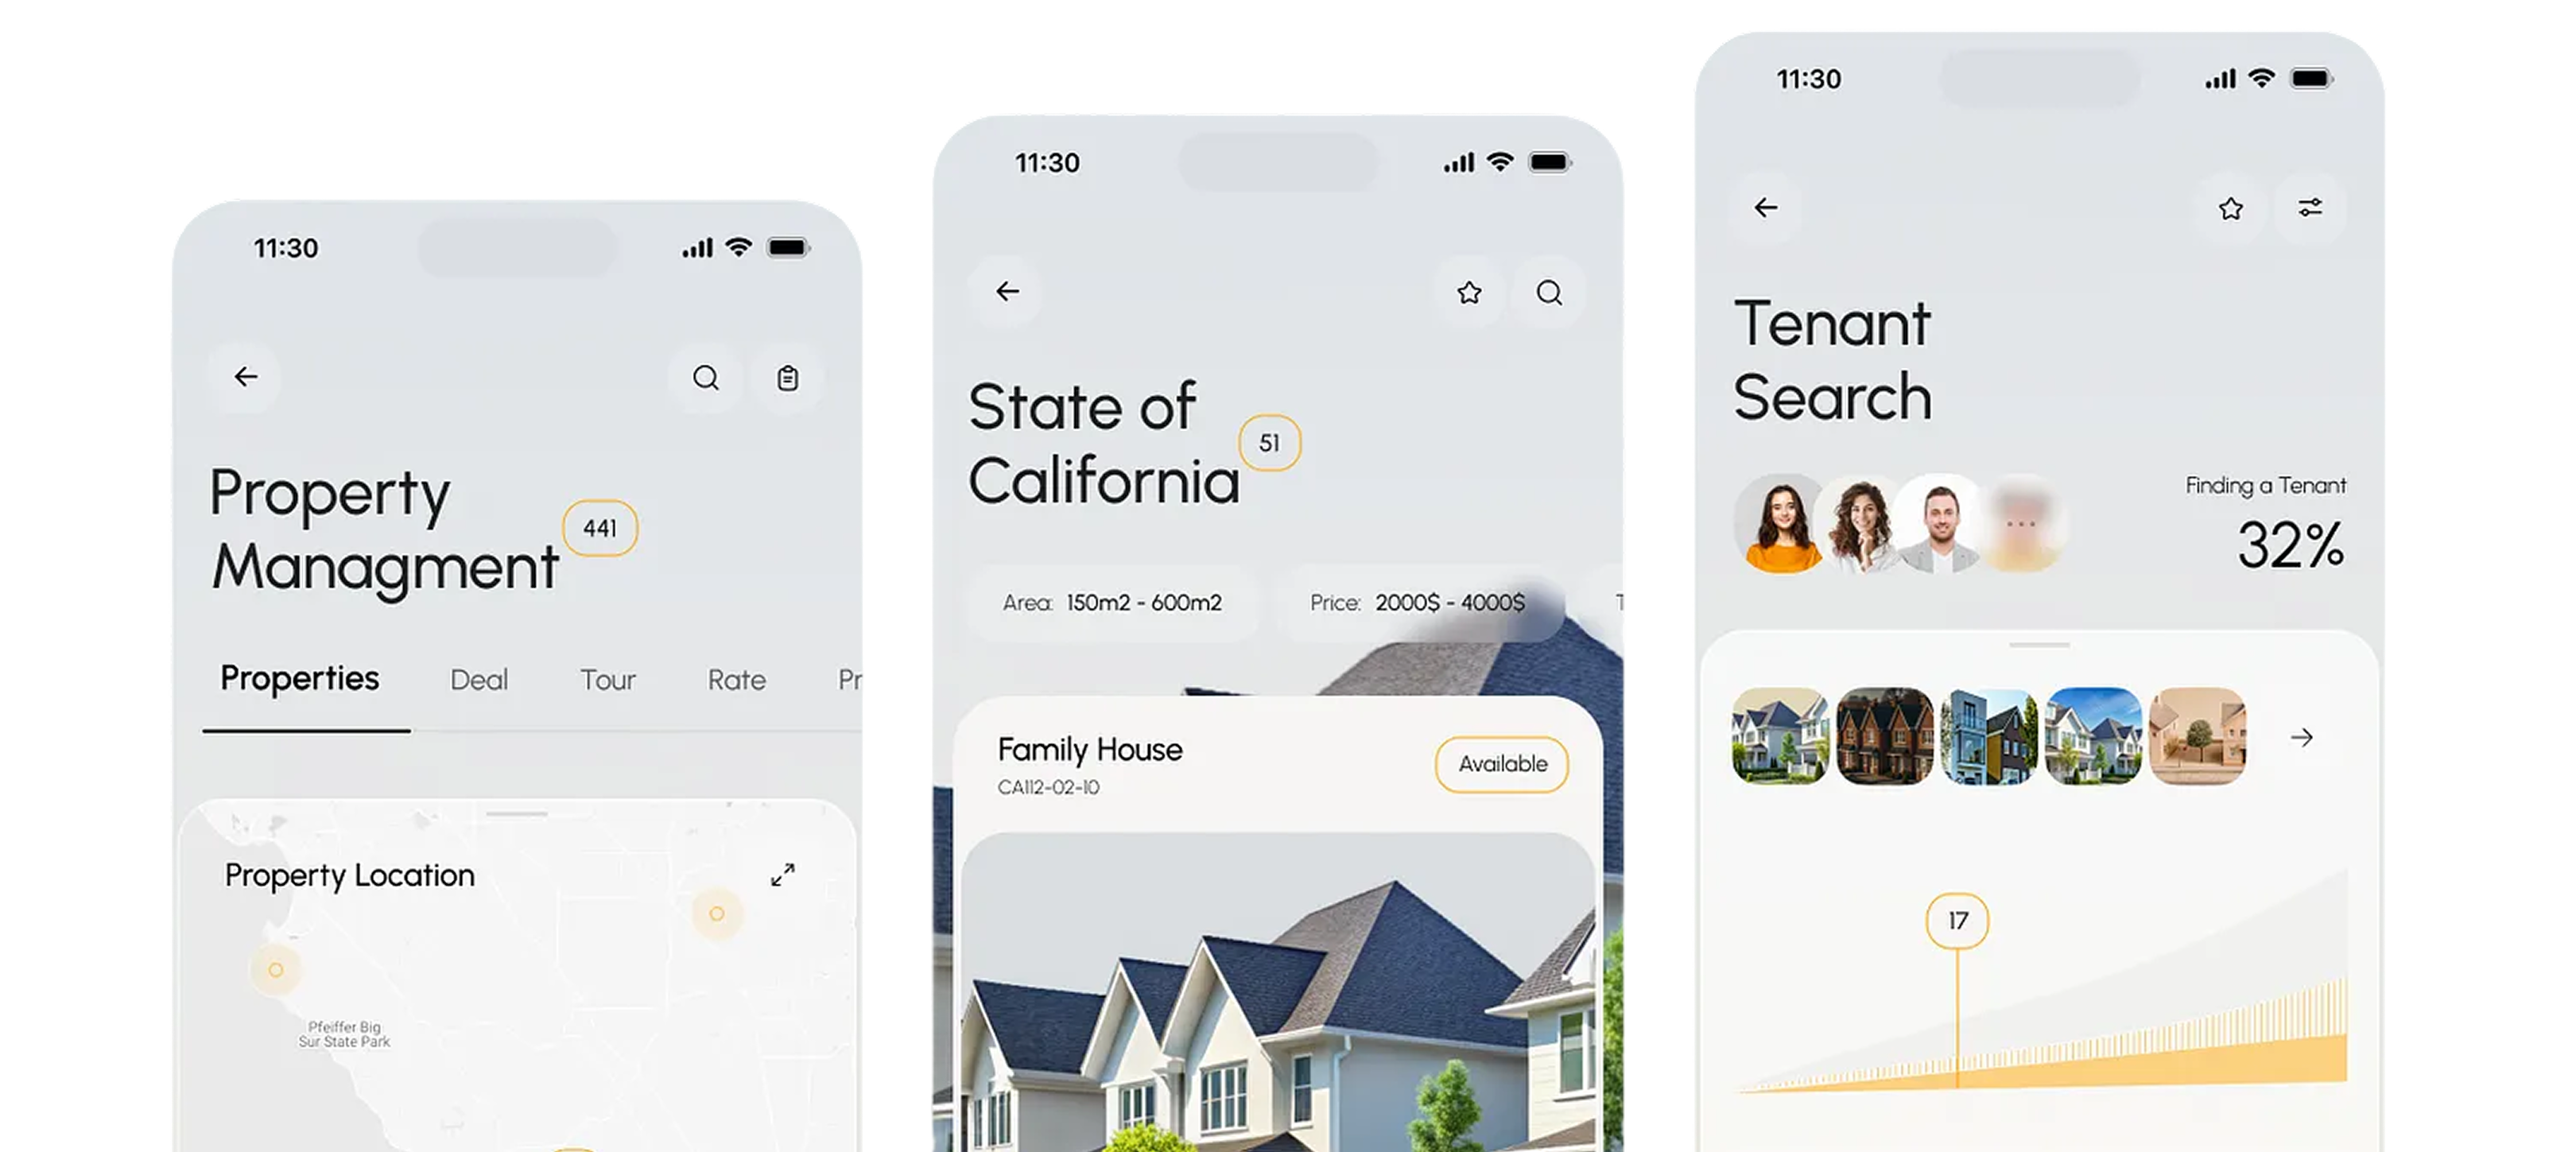 11:30
Property
Managment
441
Properties
Deal
Tour
Rate
Pr
Property Location
Pfeiffer Big
Sur State Park
11:30
State of
California
51
Area: 150m2 - 600m2
Price: 2000$ - 4000$
T
Family House
CA112-02-10
Available
11:30
Tenant
Search
Finding a Tenant
32%
17